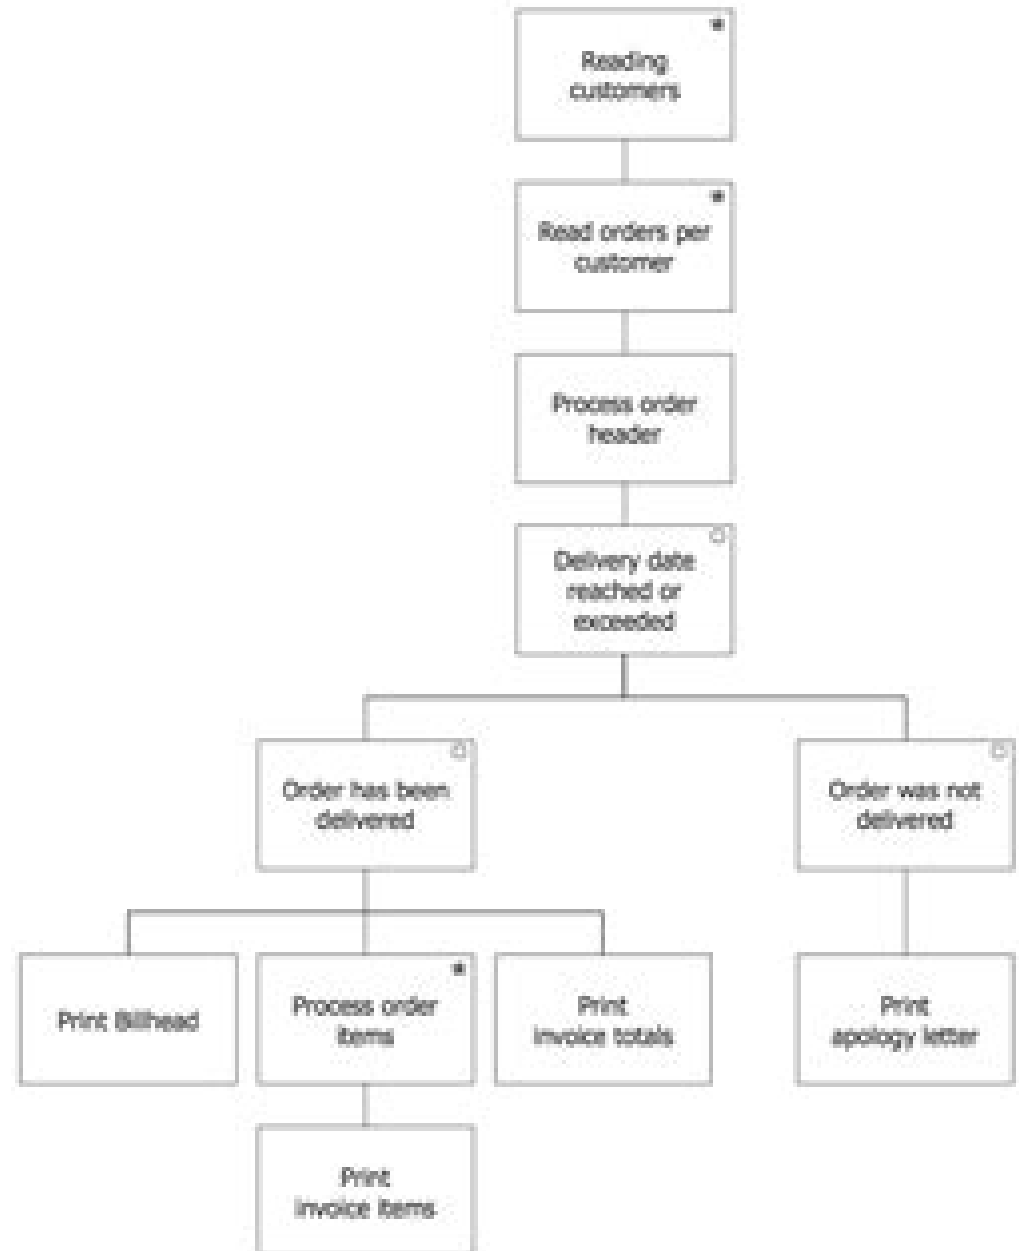 Reading
customers
Read orders per
customer
Process order
header
Delivery date
reached or
exceeded
Order has been
delivered
Order was not
delivered
Print Billhead
Process order
items
Print
invoice totals
Print
apology letter
Print
invoice items